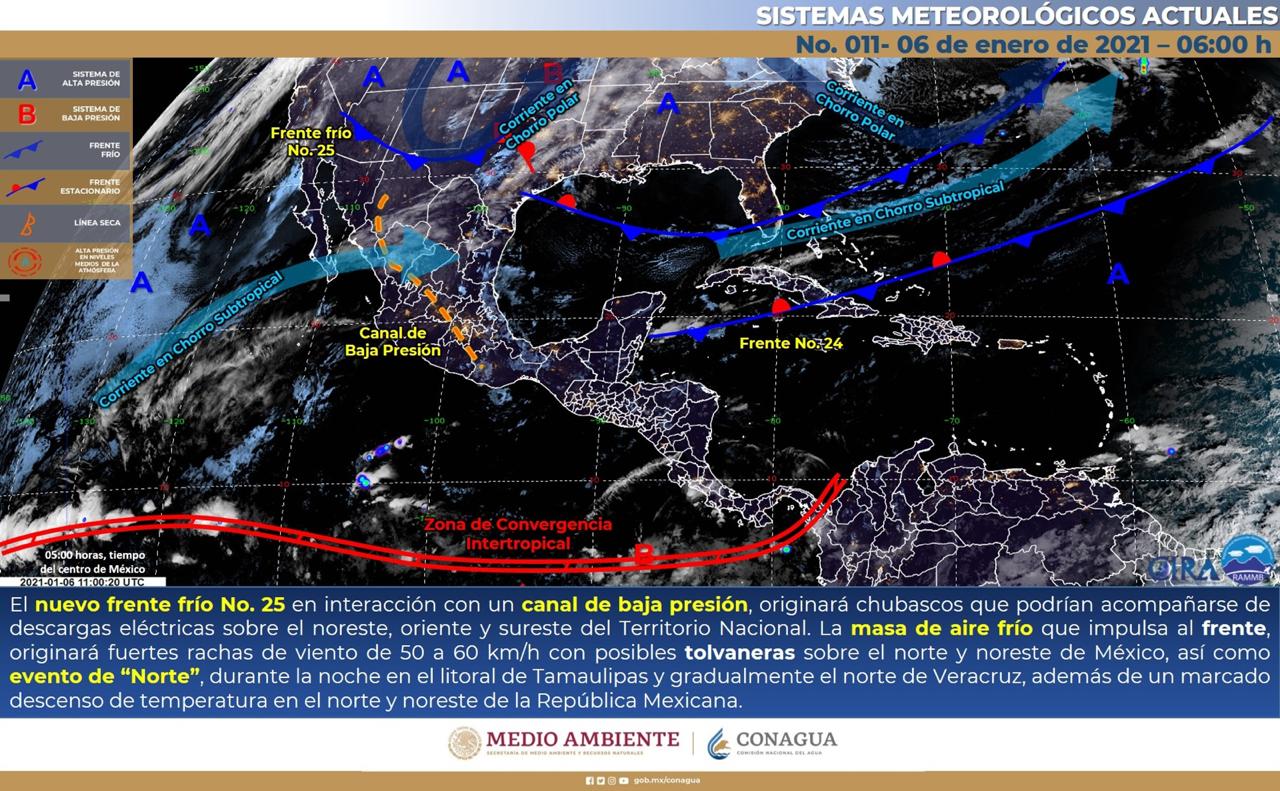 SISTEMAS METEOROLÓGICOS ACTUALES
No. 011- 06 de enero de 2021 – 06:00 h
A
SISTEMA DE
ALTA PRESIÓN
B
SISTEMA DE
BAJA PRESIÓN
FRENTE
FRÍO
FRENTE
ESTACIONARIO
LÍNEA SECA
ALTA PRESIÓN
EN NIVELES
MEDIOS DE LA
ATMÓSFERA
A
A
B
A
A
A
A
Frente frío
No. 25
Corriente en
Chorro Polar
Corriente en
Chorro Polar
Corriente en Chorro Subtropical
Corriente en Chorro Subtropical
Canal de
Baja Presión
Frente No. 24
-120
-110
-90
-50
-130
-120
-110
-100
-80
-70
-60
Zona de Convergencia
Intertropical
B
05:00 horas, tiempo
del centro de México
2021-01-06 11:00:20 UTC
CIRA
RAMMB
El nuevo frente frío No. 25 en interacción con un canal de baja presión, originará chubascos que podrían acompañarse de
descargas eléctricas sobre el noreste, oriente y sureste del Territorio Nacional. La masa de aire frío que impulsa al frente,
originará fuertes rachas de viento de 50 a 60 km/h con posibles tolvaneras sobre el norte y noreste de México, así como
evento de “Norte”, durante la noche en el litoral de Tamaulipas y gradualmente el norte de Veracruz, además de un marcado
descenso de temperatura en el norte y noreste de la República Mexicana.
MEDIO AMBIENTE
SECRETARÍA DE MEDIO AMBIENTE Y RECURSOS NATURALES
CONAGUA
COMISIÓN NACIONAL DEL AGUA
gob.mx/conagua